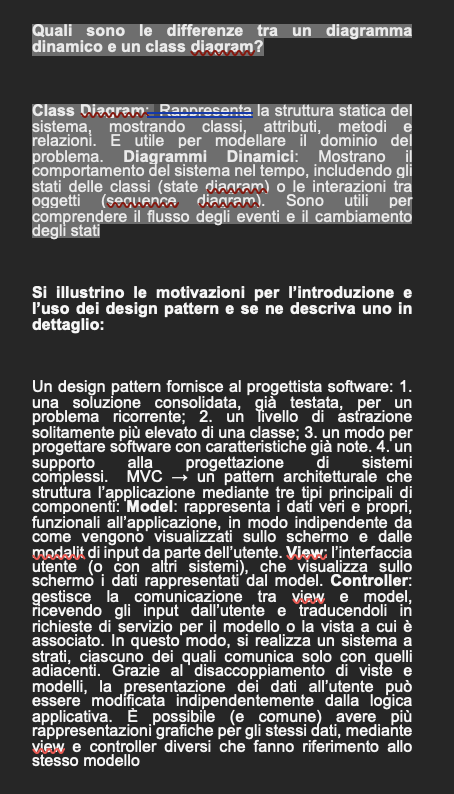 Quali sono le differenze tra un diagramma
dinamico e un class diagram?
Class Diagram: Rappresenta la struttura statica del
sistema, mostrando classi, attributi, metodi e
relazioni. È utile per modellare il dominio del
problema. Diagrammi Dinamici: Mostrano il
comportamento del sistema nel tempo, includendo gli
stati delle classi (state diagram) o le interazioni tra
oggetti (sequence diagram). Sono utili per
comprendere il flusso degli eventi e il cambiamento
degli stati
Si illustrino le motivazioni per l’introduzione e
l’uso dei design pattern e se ne descriva uno in
dettaglio:
Un design pattern fornisce al progettista software: 1.
una soluzione consolidata, già testata, per un
problema ricorrente; 2. un livello di astrazione
solitamente più elevato di una classe; 3. un modo per
progettare software con caratteristiche già note. 4. un
supporto alla progettazione di sistemi
complessi. MVC → un pattern architetturale che
struttura l’applicazione mediante tre tipi principali di
componenti: Model: rappresenta i dati veri e propri,
funzionali all’applicazione, in modo indipendente da
come vengono visualizzati sullo schermo e dalle
modalit di input da parte dell’utente. View: l’interfaccia
utente (o con altri sistemi), che visualizza sullo
schermo i dati rappresentati dal model. Controller:
gestisce la comunicazione tra view e model,
ricevendo gli input dall’utente e traducendoli in
richieste di servizio per il modello o la vista a cui è
associato. In questo modo, si realizza un sistema a
strati, ciascuno dei quali comunica solo con quelli
adiacenti. Grazie al disaccoppiamento di viste e
modelli, la presentazione dei dati all’utente può
essere modificata indipendentemente dalla logica
applicativa. È possibile (e comune) avere più
rappresentazioni grafiche per gli stessi dati, mediante
view e controller diversi che fanno riferimento allo
stesso modello